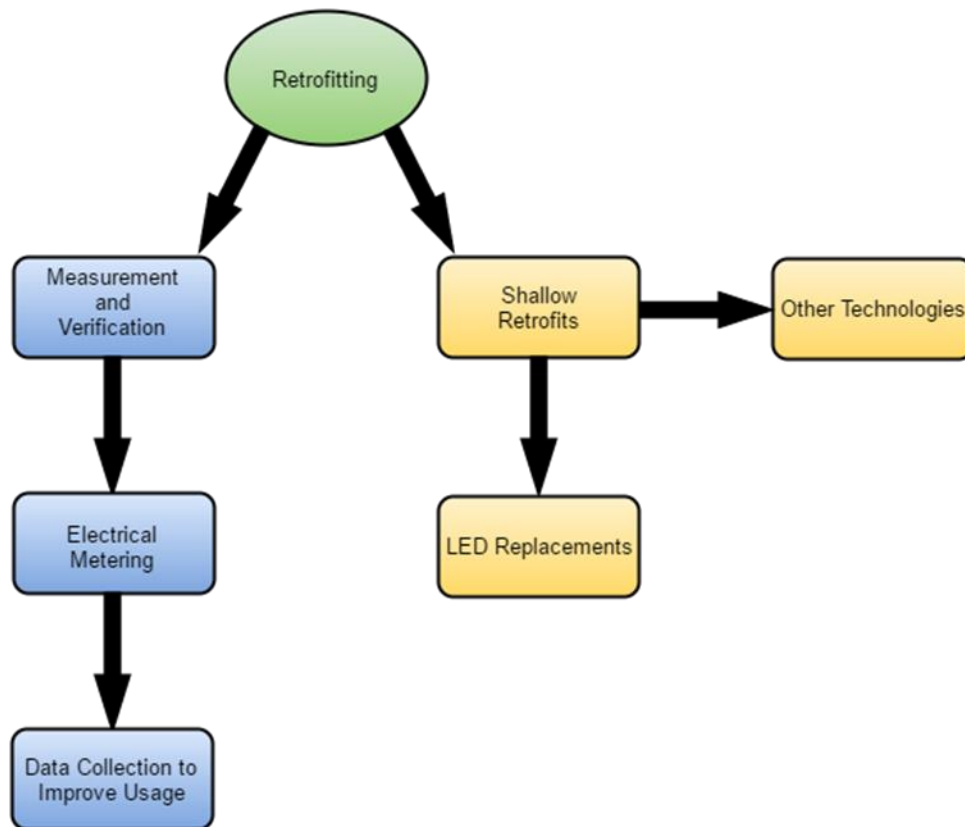 Retrofitting
Measurement
and
Verification
Shallow
Retrofits
Other Technologies
Electrical
Metering
LED Replacements
Data Collection to
Improve Usage